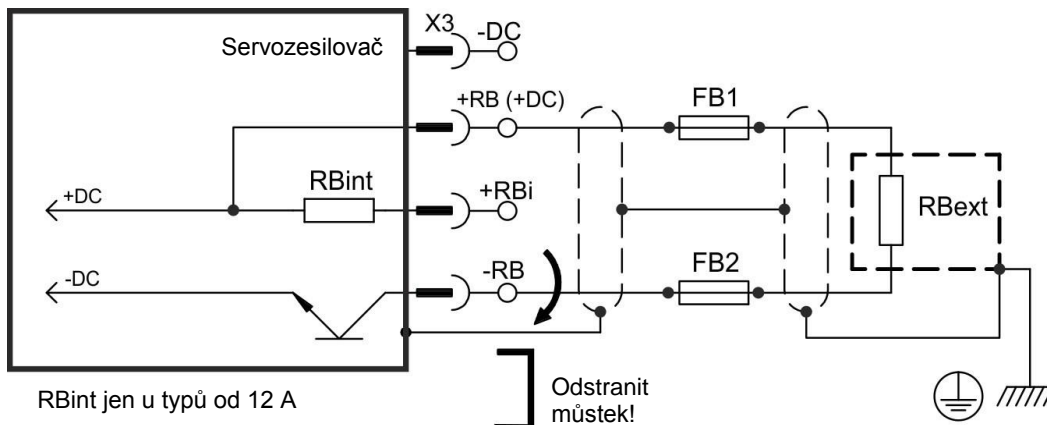 X3
-DC
Servozesilovač
+RB (+DC)
FB1
RBint
+RBi
RBext
+DC
-DC
-RB
FB2
RBint jen u typů od 12 A
Odstranit
můstek!